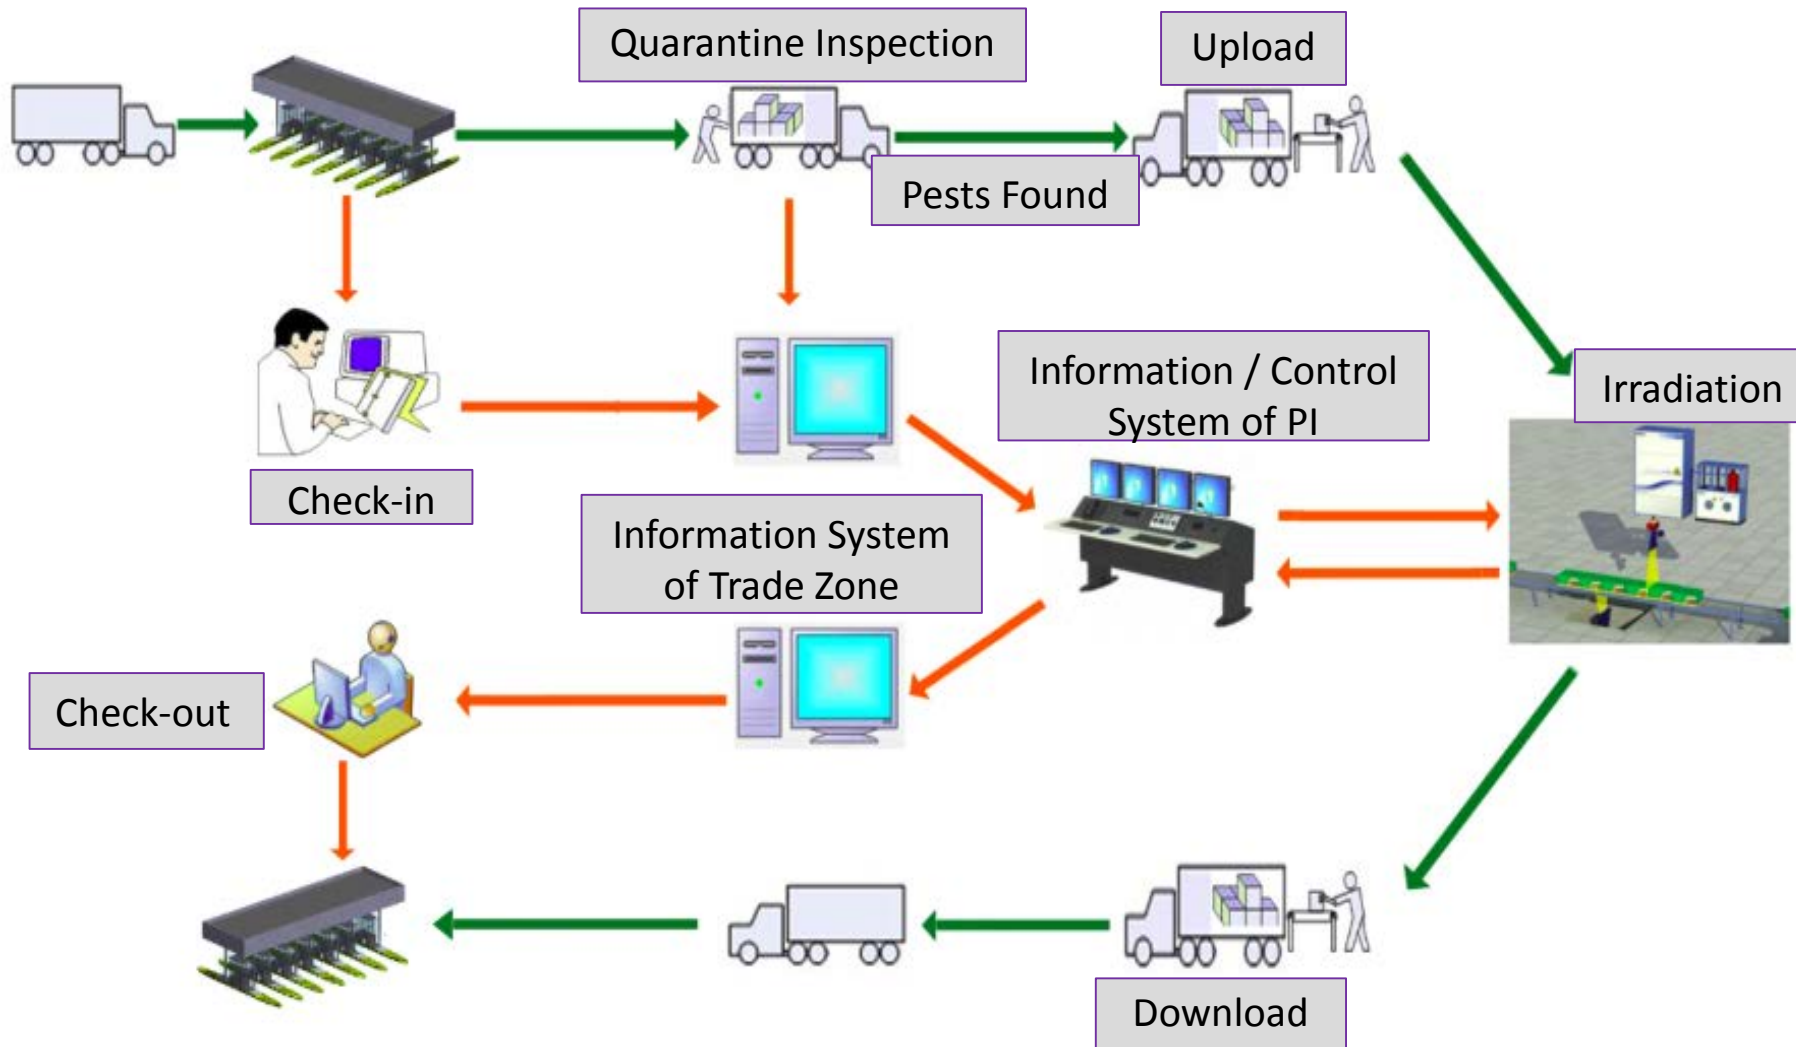 Quarantine Inspection
Upload
Pests Found
Information / Control
System of PI
Irradiation
Check-in
Information System
of Trade Zone
Check-out
Download